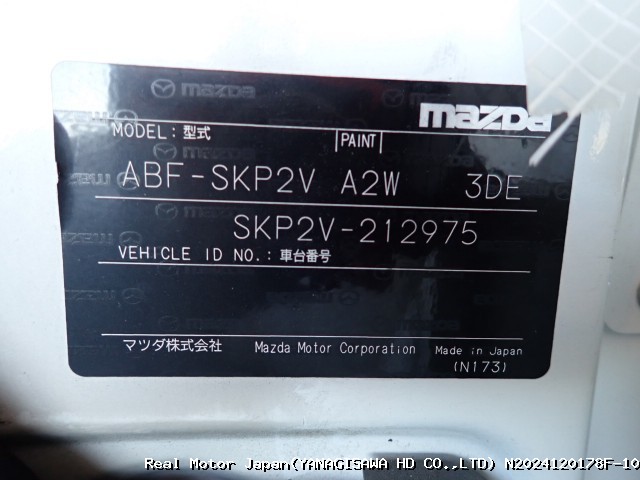 mazda
mazda
MODEL: 型式 PAINT
ABF-SKP2V A2W 3DE
SKP2V-212975
VEHICLE ID NO.: 車台番号
マツダ株式会社 Mazda Motor Corporation Made in Japan
(N173)
Real Motor Japan(YANAGISAWA HD CO.,LTD) N2024120178F-10